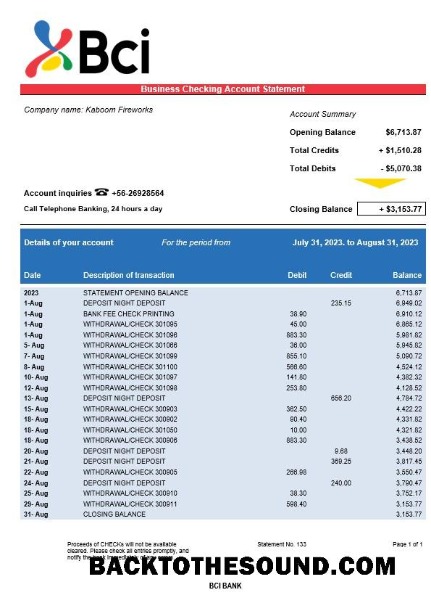 Bci
Business Checking Account Statement
Company name: Kaboom Fireworks
Account Summary
Opening Balance $6,713.87
Total Credits + $1,510.28
Total Debits - $5,070.38
Account inquiries ☎ +56-26928564
Call Telephone Banking, 24 hours a day
Closing Balance + $3,153.77
Details of your account For the period from July 31, 2023. to August 31, 2023
Date Description of transaction Debit Credit Balance
2023 STATEMENT OPENING BALANCE 6,713.87
1-Aug DEPOSIT NIGHT DEPOSIT 235.15 6,949.02
1-Aug BANK FEE CHECK PRINTING 38.90 6,910.12
1-Aug WITHDRAWAL/CHECK 301095 45.00 6,865.12
1-Aug WITHDRAWAL/CHECK 301096 883.30 5,981.82
5- Aug WITHDRAWAL/CHECK 301066 36.00 5,945.82
7- Aug WITHDRAWAL/CHECK 301099 855.10 5,090.72
8- Aug WITHDRAWAL/CHECK 301100 566.60 4,524.12
10- Aug WITHDRAWAL/CHECK 301097 141.80 4,382.32
12- Aug WITHDRAWAL/CHECK 301098 253.80 4,128.52
13- Aug DEPOSIT NIGHT DEPOSIT 656.20 4,784.72
15- Aug WITHDRAWAL/CHECK 300903 362.50 4,422.22
18- Aug WITHDRAWAL/CHECK 300902 90.40 4,331.82
18- Aug WITHDRAWAL/CHECK 301050 10.00 4,321.82
18- Aug WITHDRAWAL/CHECK 300906 883.30 3,438.52
20- Aug DEPOSIT NIGHT DEPOSIT 9.68 3,448.20
21- Aug DEPOSIT NIGHT DEPOSIT 369.25 3,817.45
22- Aug WITHDRAWAL/CHECK 300905 266.98 3,550.47
24- Aug DEPOSIT NIGHT DEPOSIT 240.00 3,790.47
25- Aug WITHDRAWAL/CHECK 300910 38.30 3,752.17
29- Aug WITHDRAWAL/CHECK 300911 598.40 3,153.77
31- Aug CLOSING BALANCE 3,153.77
Proceeds of CHECKs will not be available Statement No. 133 Page 1 of 1
cleared. Please check all entries promptly, and
notify the bank
BACKTOTHESOUND.COM
BCI BANK